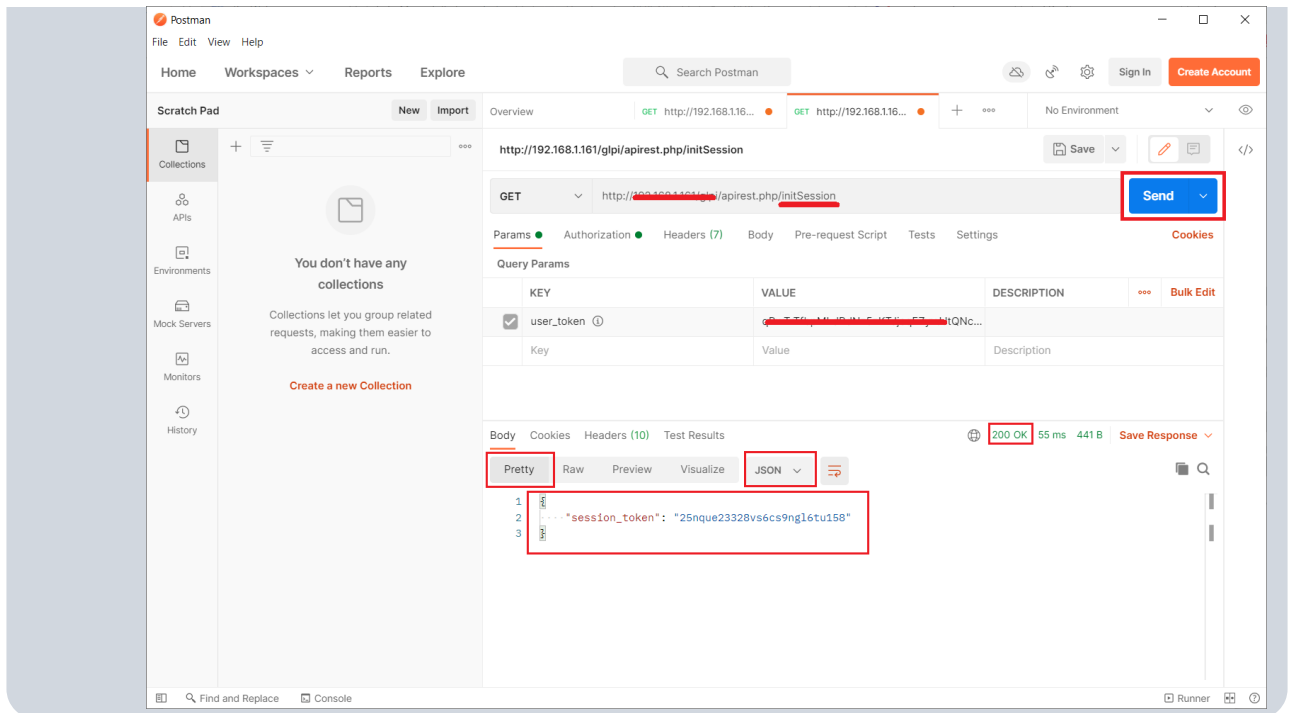 Postman
File Edit View Help
Home Workspaces Reports Explore Search Postman Sign In Create Account
Scratch Pad New Import Overview GET http://192.168.1.16... GET http://192.168.1.16... No Environment
http://192.168.1.161/glpi/apirest.php/initSession Save
Collections
GET http:// /apirest.php/initSession Send
APIs
Params Authorization Headers (7) Body Pre-request Script Tests Settings Cookies
Environments
You don't have any
collections
Query Params
KEY VALUE DESCRIPTION Bulk Edit
Mock Servers
Collections let you group related
requests, making them easier to
access and run.
user_token
Key Value Description
Monitors
Create a new Collection
History
Body Cookies Headers (10) Test Results 200 OK 55 ms 441 B Save Response
Pretty Raw Preview Visualize JSON
1 {
2 "session_token": "25nque23328vs6cs9ngl6tu158"
3 }
Find and Replace Console Runner